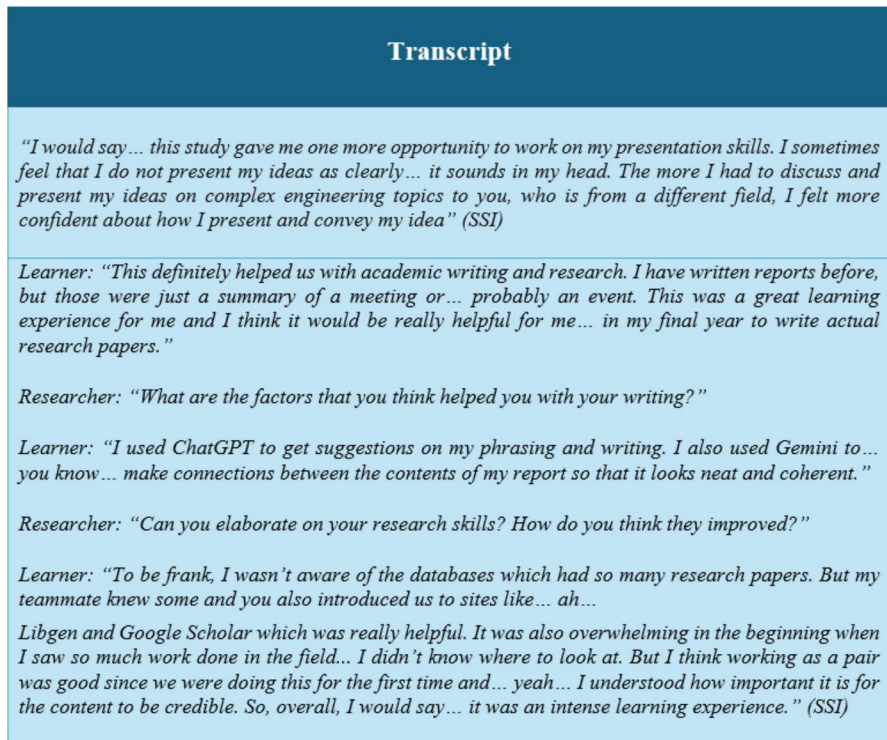 Transcript
“I would say… this study gave me one more opportunity to work on my presentation skills. I sometimes
feel that I do not present my ideas as clearly… it sounds in my head. The more I had to discuss and
present my ideas on complex engineering topics to you, who is from a different field, I felt more
confident about how I present and convey my idea” (SSI)
Learner: “This definitely helped us with academic writing and research. I have written reports before,
but those were just a summary of a meeting or… probably an event. This was a great learning
experience for me and I think it would be really helpful for me… in my final year to write actual
research papers.”
Researcher: “What are the factors that you think helped you with your writing?”
Learner: “I used ChatGPT to get suggestions on my phrasing and writing. I also used Gemini to…
you know… make connections between the contents of my report so that it looks neat and coherent.”
Researcher: “Can you elaborate on your research skills? How do you think they improved?”
Learner: “To be frank, I wasn’t aware of the databases which had so many research papers. But my
teammate knew some and you also introduced us to sites like… ah…
Libgen and Google Scholar which was really helpful. It was also overwhelming in the beginning when
I saw so much work done in the field... I didn’t know where to look at. But I think working as a pair
was good since we were doing this for the first time and… yeah… I understood how important it is for
the content to be credible. So, overall, I would say… it was an intense learning experience.” (SSI)